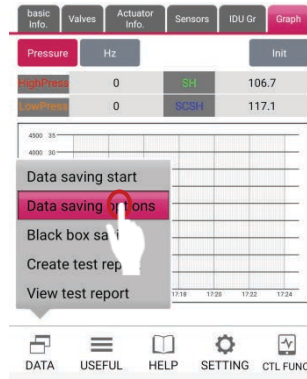 basic Info. Valves Actuator Info. Sensors IDU Gr Graph
Pressure Hz Init
HighPress 0 SH 106.7
LowPress 0 SCSH 117.1
4500 35
4000 30
Data saving start
Data saving options
Black box sa
Create test rep
View test report
17:18 17:20 17:22 17:24
DATA USEFUL HELP SETTING CTL FUNC